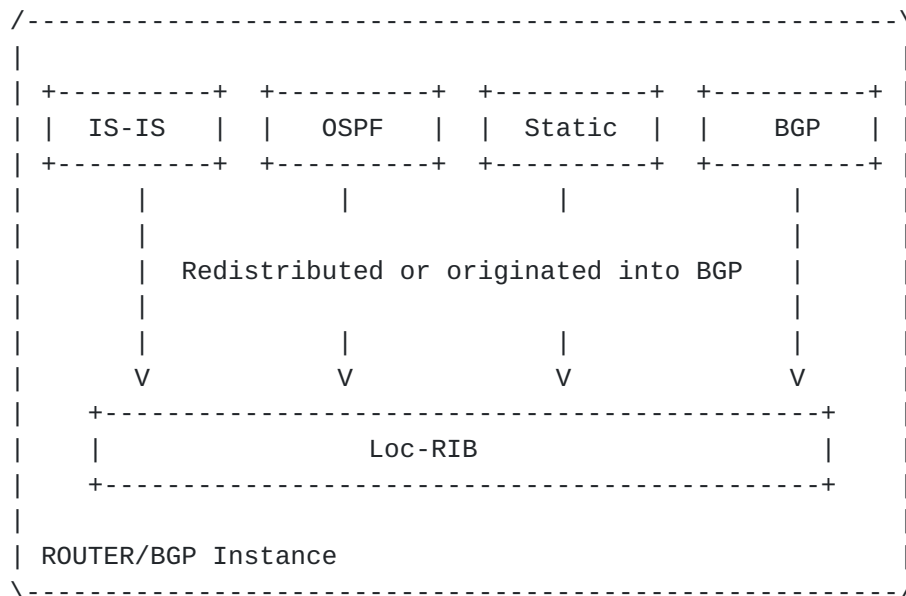 IS-IS OSPF Static BGP
Redistributed or originated into BGP
V V V V
Loc-RIB
ROUTER/BGP Instance